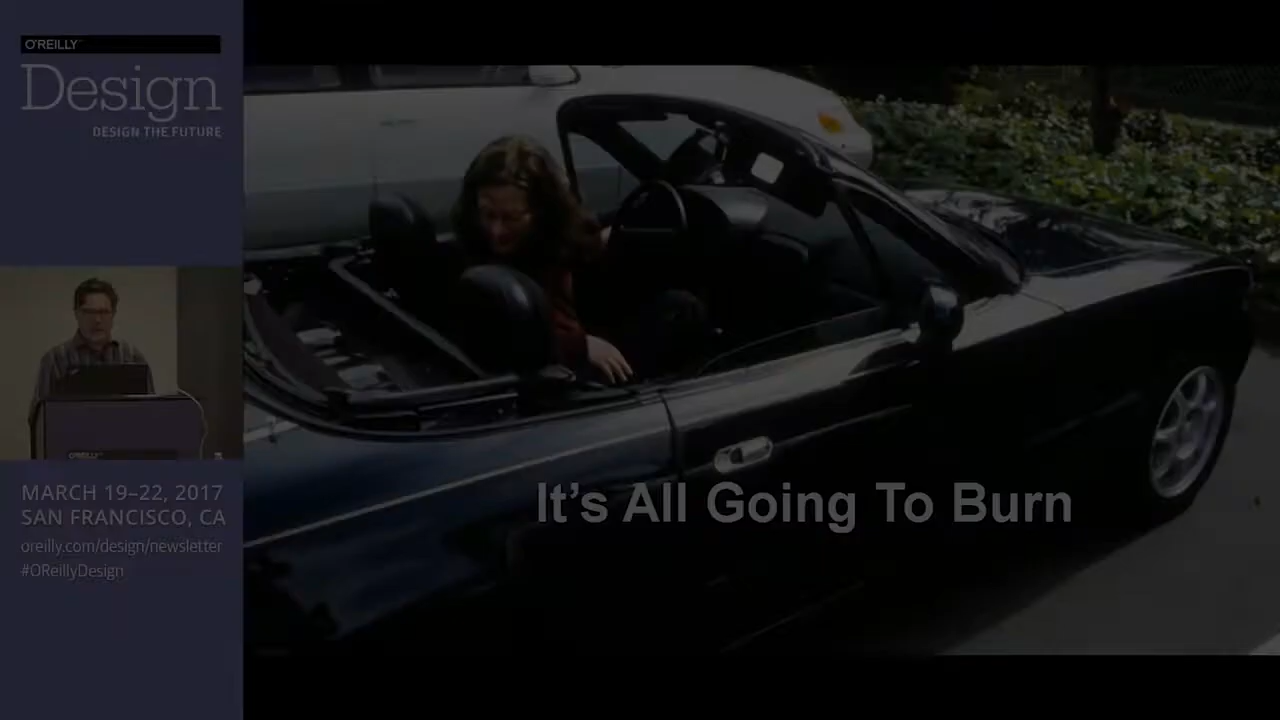 O'REILLY
Design
DESIGN THE FUTURE
O'REILLY
MARCH 19–22, 2017
SAN FRANCISCO, CA
oreilly.com/design/newsletter
#OReillyDesign
It's All Going To Burn